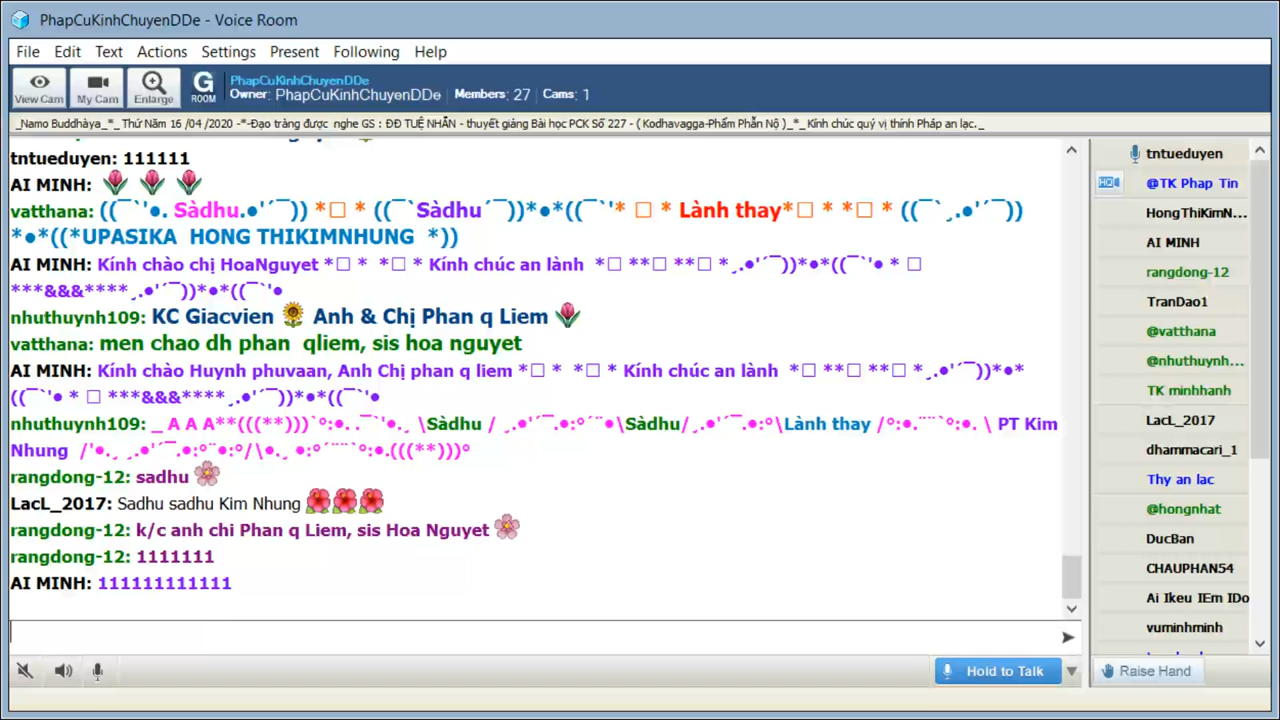 PhapCuKinhChuyenDDe - Voice Room
File Edit Text Actions Settings Present Following Help
View Cam My Cam Enlarge G ROOM
PhapCuKinhChuyenDDe
Owner: PhapCuKinhChuyenDDe Members: 27 Cams: 1
_Namo Buddhàya_*_ Thứ Năm 16 /04 /2020 -*-Đạo tràng được nghe GS : ĐĐ TUỆ NHẪN - thuyết giảng Bài học PCK Số 227 - ( Kodhavagga-Phẩm Phẫn Nộ )_*_ Kính chúc quý vị thính Pháp an lạc._
tntueduyen: 111111
AI MINH:
vatthana: ((¯`'●. Sàdhu.●'´¯)) *□ * ((¯`Sàdhu´¯))*●*((¯`'* □ * Lành thay*□ * *□ * ((¯`¸.●'´¯))
*●*((*UPASIKA HONG THIKIMNHUNG *))
AI MINH: Kính chào chị HoaNguyet *□ * *□ * Kính chúc an lành *□ **□ **□ *¸.●'´¯))*●*((¯`'● * □
***&&&****¸.●'´¯))*●*((¯`'●
nhuthuynh109: KC Giacvien Anh & Chị Phan q Liem
vatthana: men chao dh phan qliem, sis hoa nguyet
AI MINH: Kính chào Huynh phuvaan, Anh Chị phan q liem *□ * *□ * Kính chúc an lành *□ **□ **□ *¸.●'´¯))*●*
((¯`'● * □ ***&&&****¸.●'´¯))*●*((¯`'●
nhuthuynh109: _ A A A**(((**)))`°:●. .¯`'●.¸ \Sàdhu / ¸.●'´¯.●:°´¨●\Sàdhu/¸.●'´¯.●:°\Lành thay /°:●.¨¨`°:●. \ PT Kim
Nhung /'●.¸ ¸.●'´¯.●:°¨●:°/\●.¸ ●:°´¨¨`°:●.(((**)))°
rangdong-12: sadhu
LacL_2017: Sadhu sadhu Kim Nhung
rangdong-12: k/c anh chi Phan q Liem, sis Hoa Nguyet
rangdong-12: 1111111
AI MINH: 111111111111
Hold to Talk
tntueduyen
@TK Phap Tin
HongThiKimN...
AI MINH
rangdong-12
TranDao1
@vatthana
@nhuthuynh...
TK minhhanh
LacL_2017
dhammacari_1
Thy an lac
@hongnhat
DucBan
CHAUPHAN54
Ai Ikeu IEm IDo
vuminhminh
Raise Hand